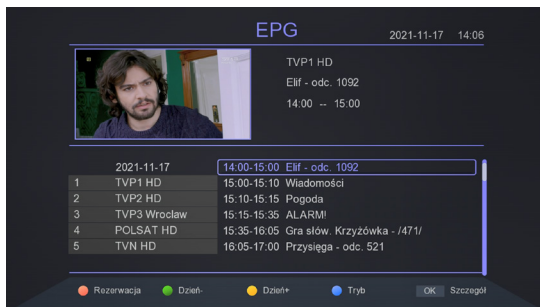 EPG
2021-11-17 14:06
TVP1 HD
Elif - odc. 1092
14:00 -- 15:00
2021-11-17
1 TVP1 HD
2 TVP2 HD
3 TVP3 Wroclaw
4 POLSAT HD
5 TVN HD
14:00-15:00 Elif - odc. 1092
15:00-15:10 Wiadomości
15:10-15:15 Pogoda
15:15-15:35 ALARM!
15:35-16:05 Gra słów. Krzyżówka - /471/
16:05-17:00 Przysięga - odc. 521
Rezerwacja Dzień- Dzień+ Tryb OK Szczegół